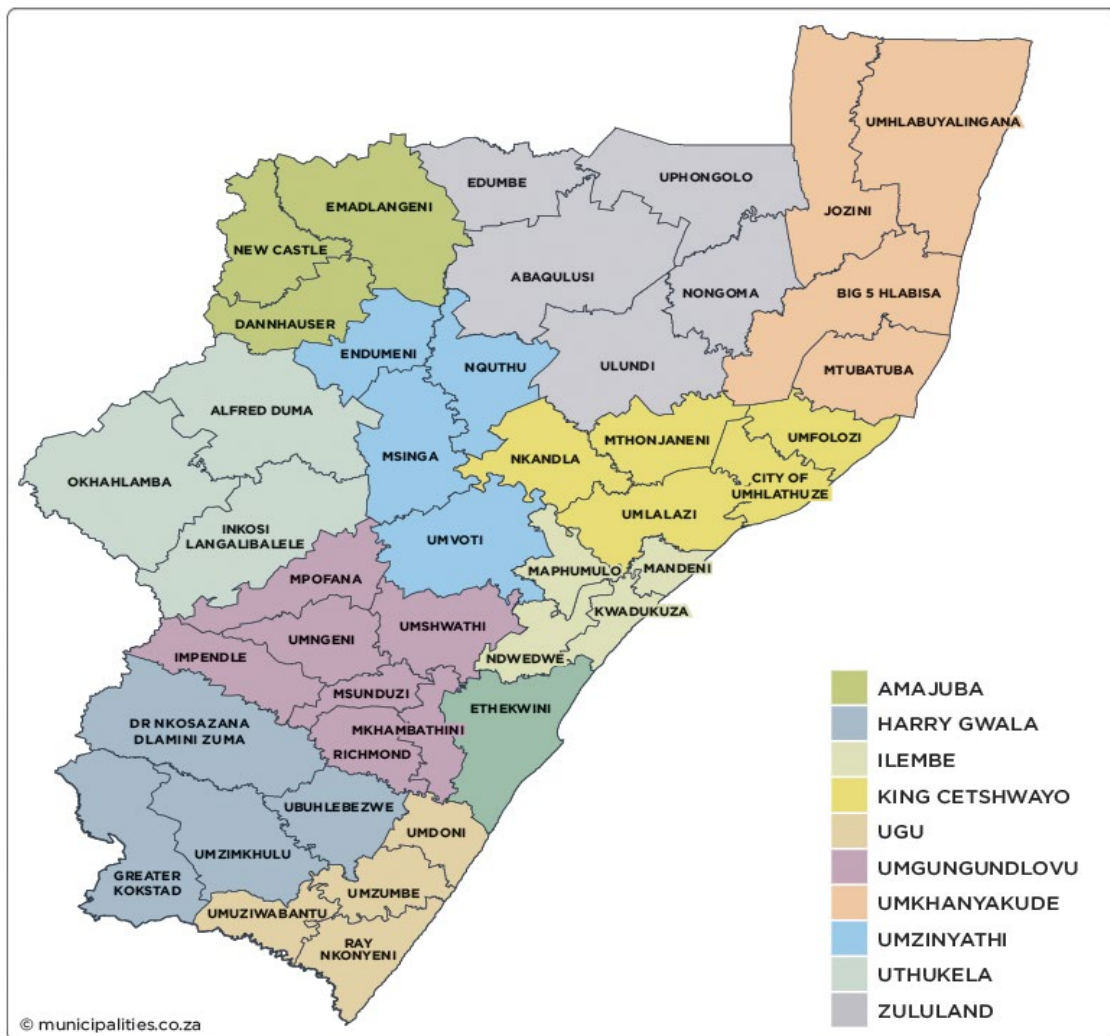 UMHLABUYALINGANA
EDUMBE
UPHONGOLO
EMADLANGENI
JOZINI
NEW CASTLE
ABAQULUSI
NONGOMA
BIG 5 HLABISA
DANNHAUSER
ENDUMENI
NQUTHU
ULUNDI
MTUBATUBA
ALFRED DUMA
MTHONJANENI
UMFOLOZI
MSINGA
NKANDLA
OKHAHLAMBA
CITY OF
UMHLATHUZE
UMLALAZI
INKOSI
LANGALIBALELE
UMVOTI
MAPHUMULO
MANDENI
MPOFANA
KWADUKUZA
UMNGENI
UMSHWATHI
IMPENDLE
NDWEDWE
MSUNDUZI
ETHEKWINI
DR NKOSAZANA
DLAMINI ZUMA
MKHAMBATHINI
RICHMOND
UBUHLEBEZWE
UMDONI
UMZIMKHULU
GREATER
KOKSTAD
UMZUMBE
UMUZIWABANTU
RAY
NKONYENI
AMAJUBA
HARRY GWALA
ILEMBE
KING CETSHWAYO
UGU
UMGUNGUNDLOVU
UMKHANYAKUDE
UMZINYATHI
UTHUKELA
ZULULAND
© municipalities.co.za